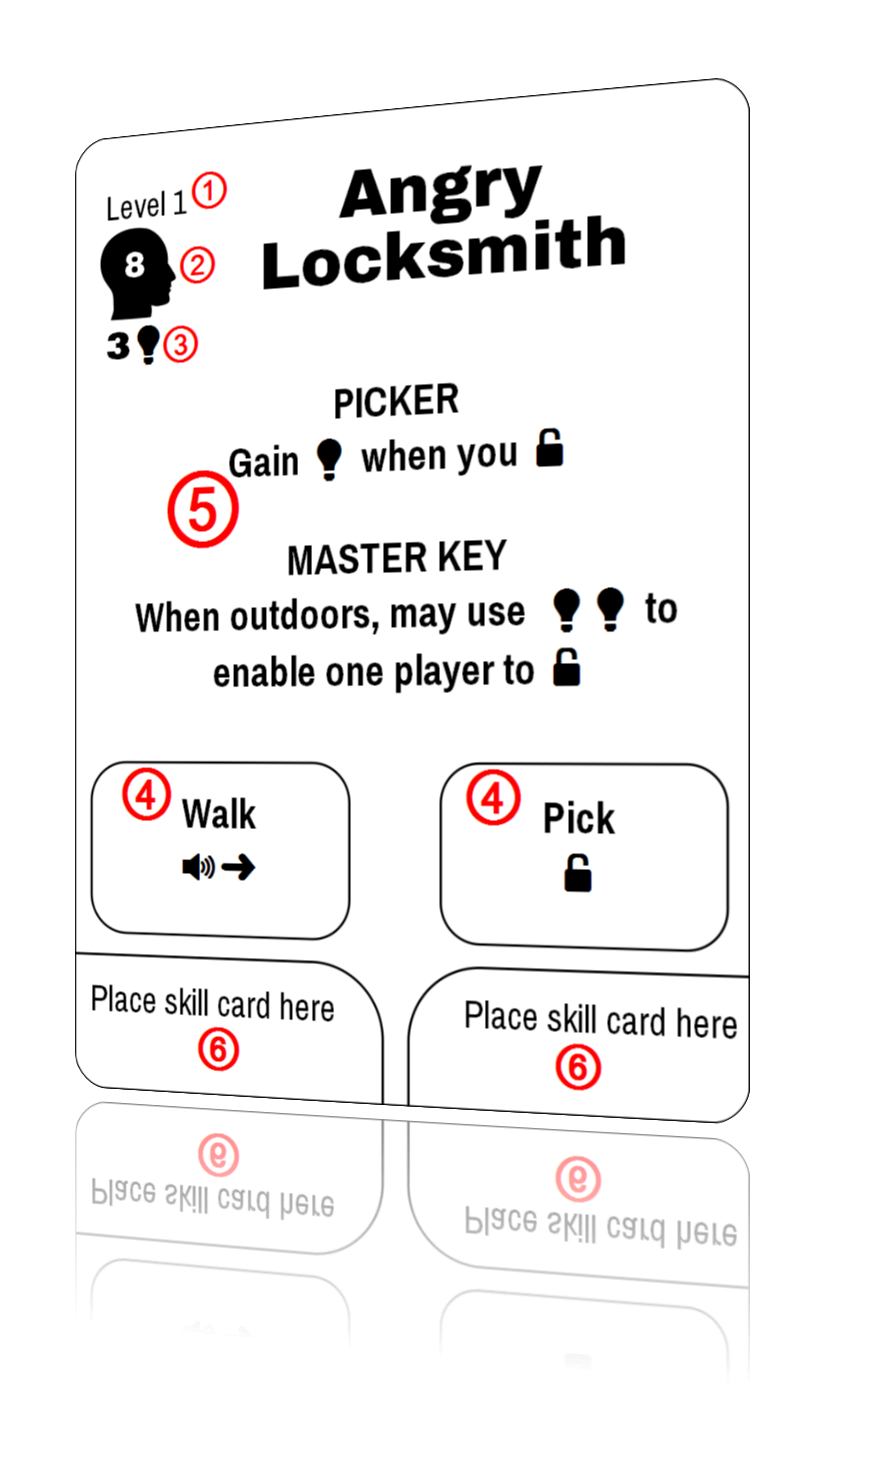 Level 1 ①
Angry
Locksmith
8 ②
3 ③
PICKER
Gain when you
⑤
MASTER KEY
When outdoors, may use to
enable one player to
④ Walk
④ Pick
Place skill card here
⑥
Place skill card here
⑥